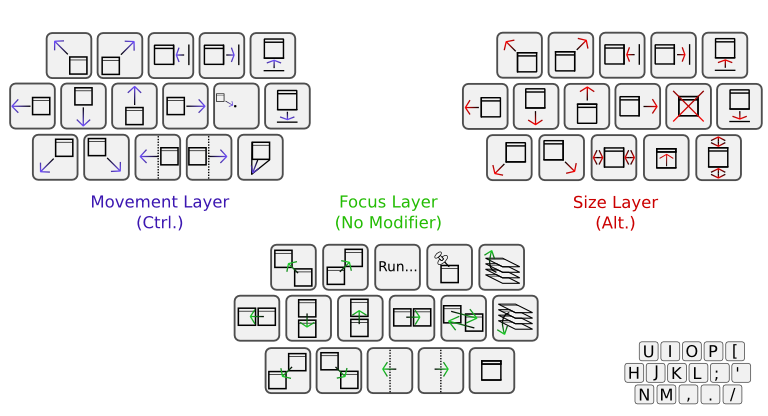 Movement Layer
(Ctrl.)
Focus Layer
(No Modifier)
Size Layer
(Alt.)
Run...
U I O P [
H J K L ; '
N M , . /